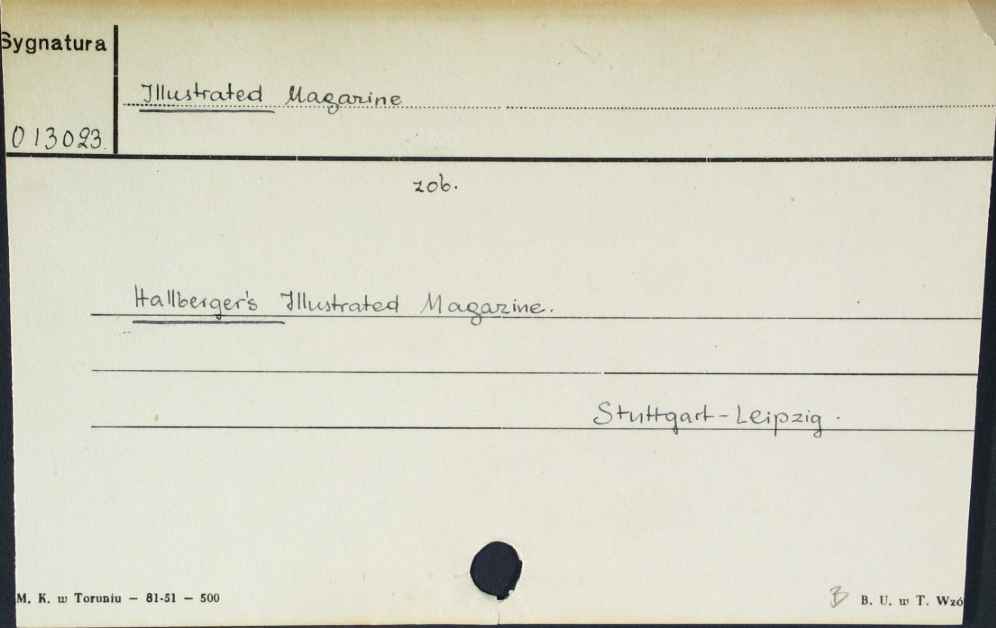 Sygnatura
Illustrated Magazine
013023.
zob.
Hallberger's Illustrated Magazine.
Stuttgart-Leipzig.
M. K. w Toruniu — 81-51 — 500
B B. U. w T. Wzó